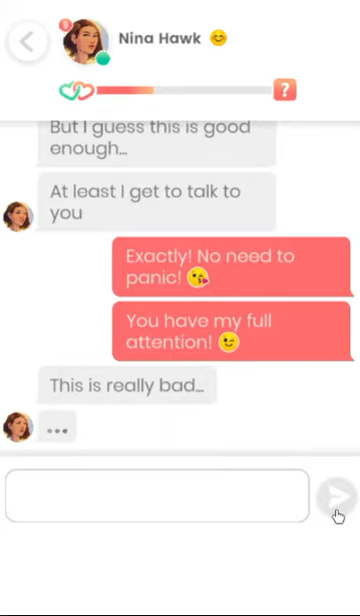 Nina Hawk 😊
?
But I guess this is good
enough...
At least I get to talk to
you
Exactly! No need to
panic! 😘
You have my full
attention! 😉
This is really bad...
...